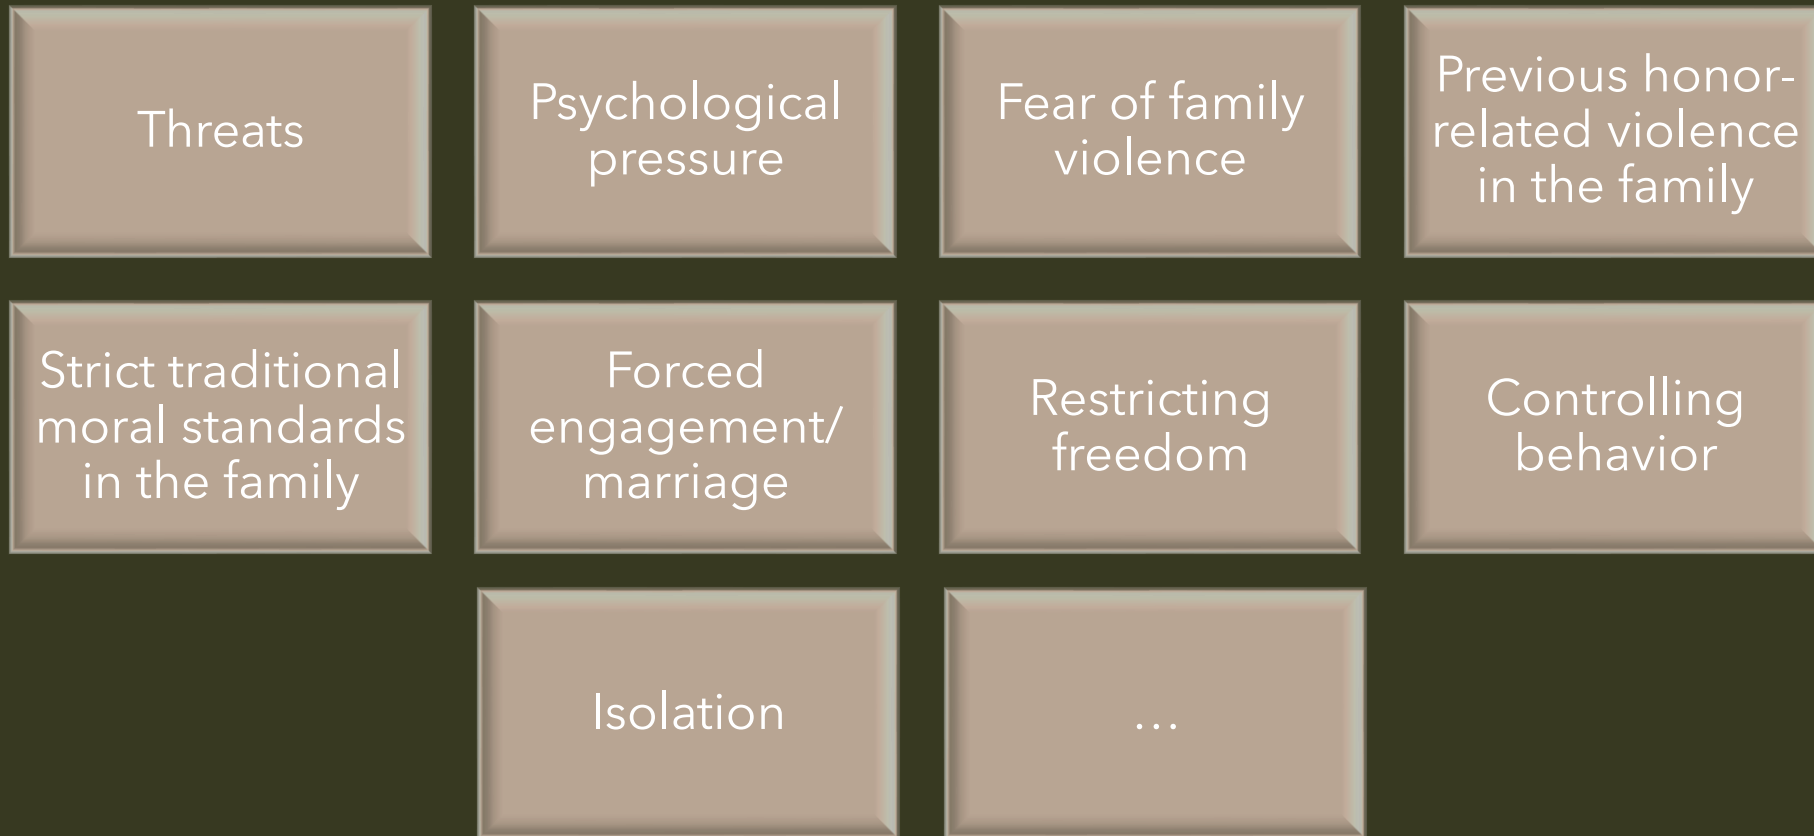 Threats
Psychological
pressure
Fear of family
violence
Previous honor-
related violence
in the family
Strict traditional
moral standards
in the family
Forced
engagement/
marriage
Restricting
freedom
Controlling
behavior
Isolation
…